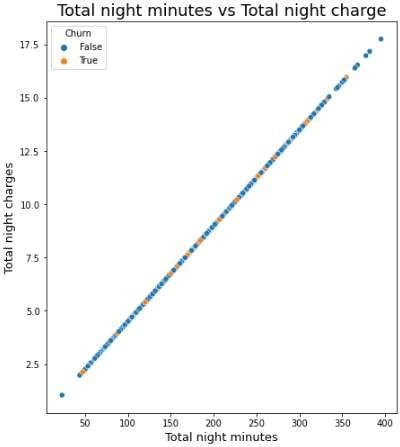 Total night minutes vs Total night charge
Churn
False
True
17.5
15.0
12.5
10.0
7.5
5.0
2.5
Total night charges
50 100 150 200 250 300 350 400
Total night minutes